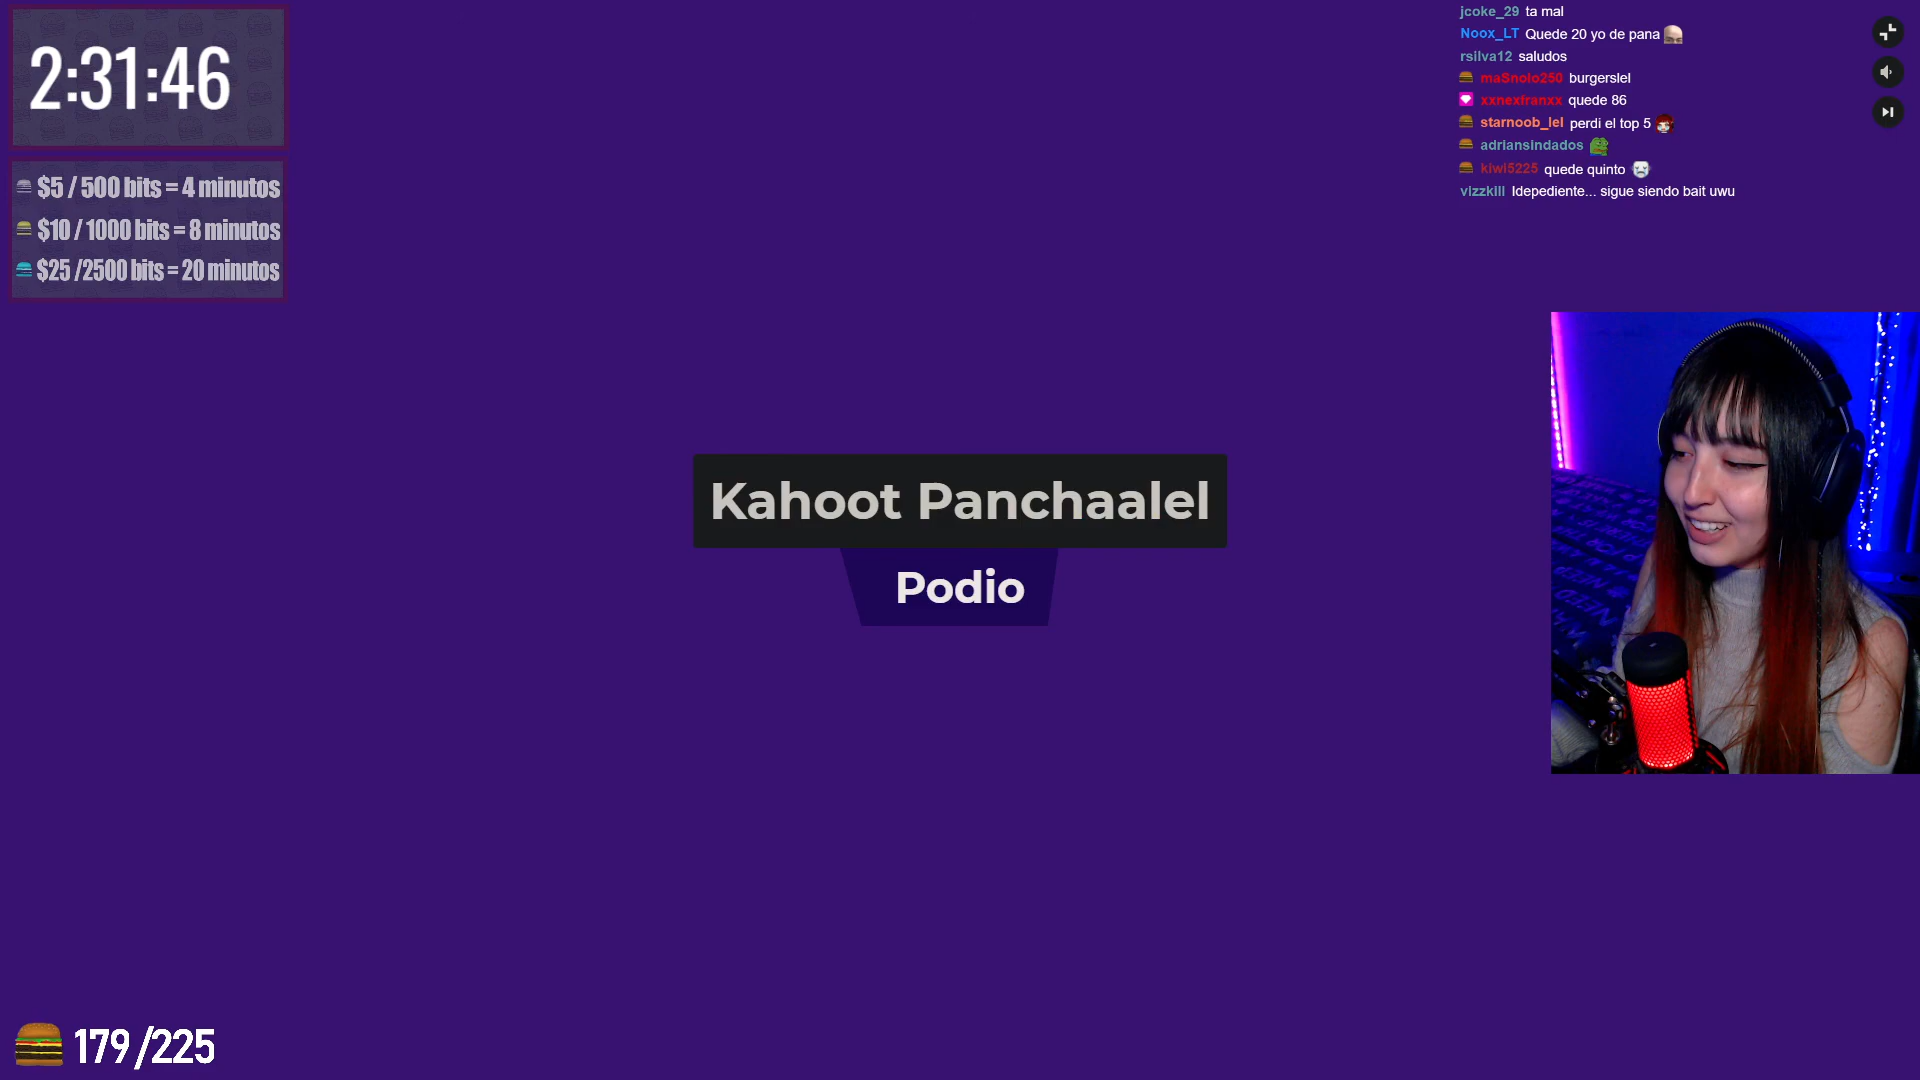 2:31:46
$5 / 500 bits = 4 minutos
$10 / 1000 bits = 8 minutos
$25 /2500 bits = 20 minutos
jcoke_29 ta mal
Noox_LT Quede 20 yo de pana
rsilva12 saludos
maSnolo250 burgerslel
xxnexfranxx quede 86
starnoob_lel perdi el top 5
adriansindados
kiwi5225 quede quinto
vizzkill Idepediente... sigue siendo bait uwu
Kahoot Panchaalel
Podio
179/225